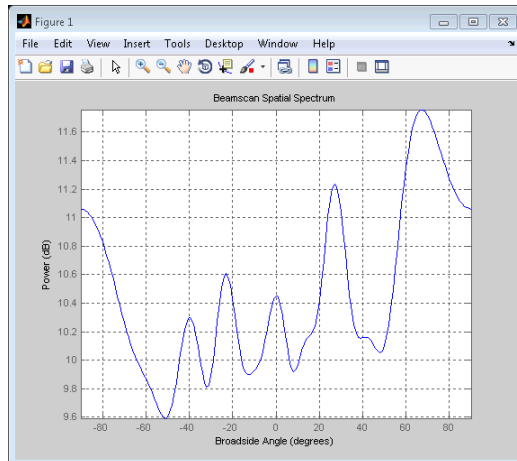 Figure 1
File Edit View Insert Tools Desktop Window Help
Beamscan Spatial Spectrum
11.6
11.4
11.2
11
10.8
10.6
10.4
10.2
10
9.8
9.6
-80 -60 -40 -20 0 20 40 60 80
Power (dB)
Broadside Angle (degrees)